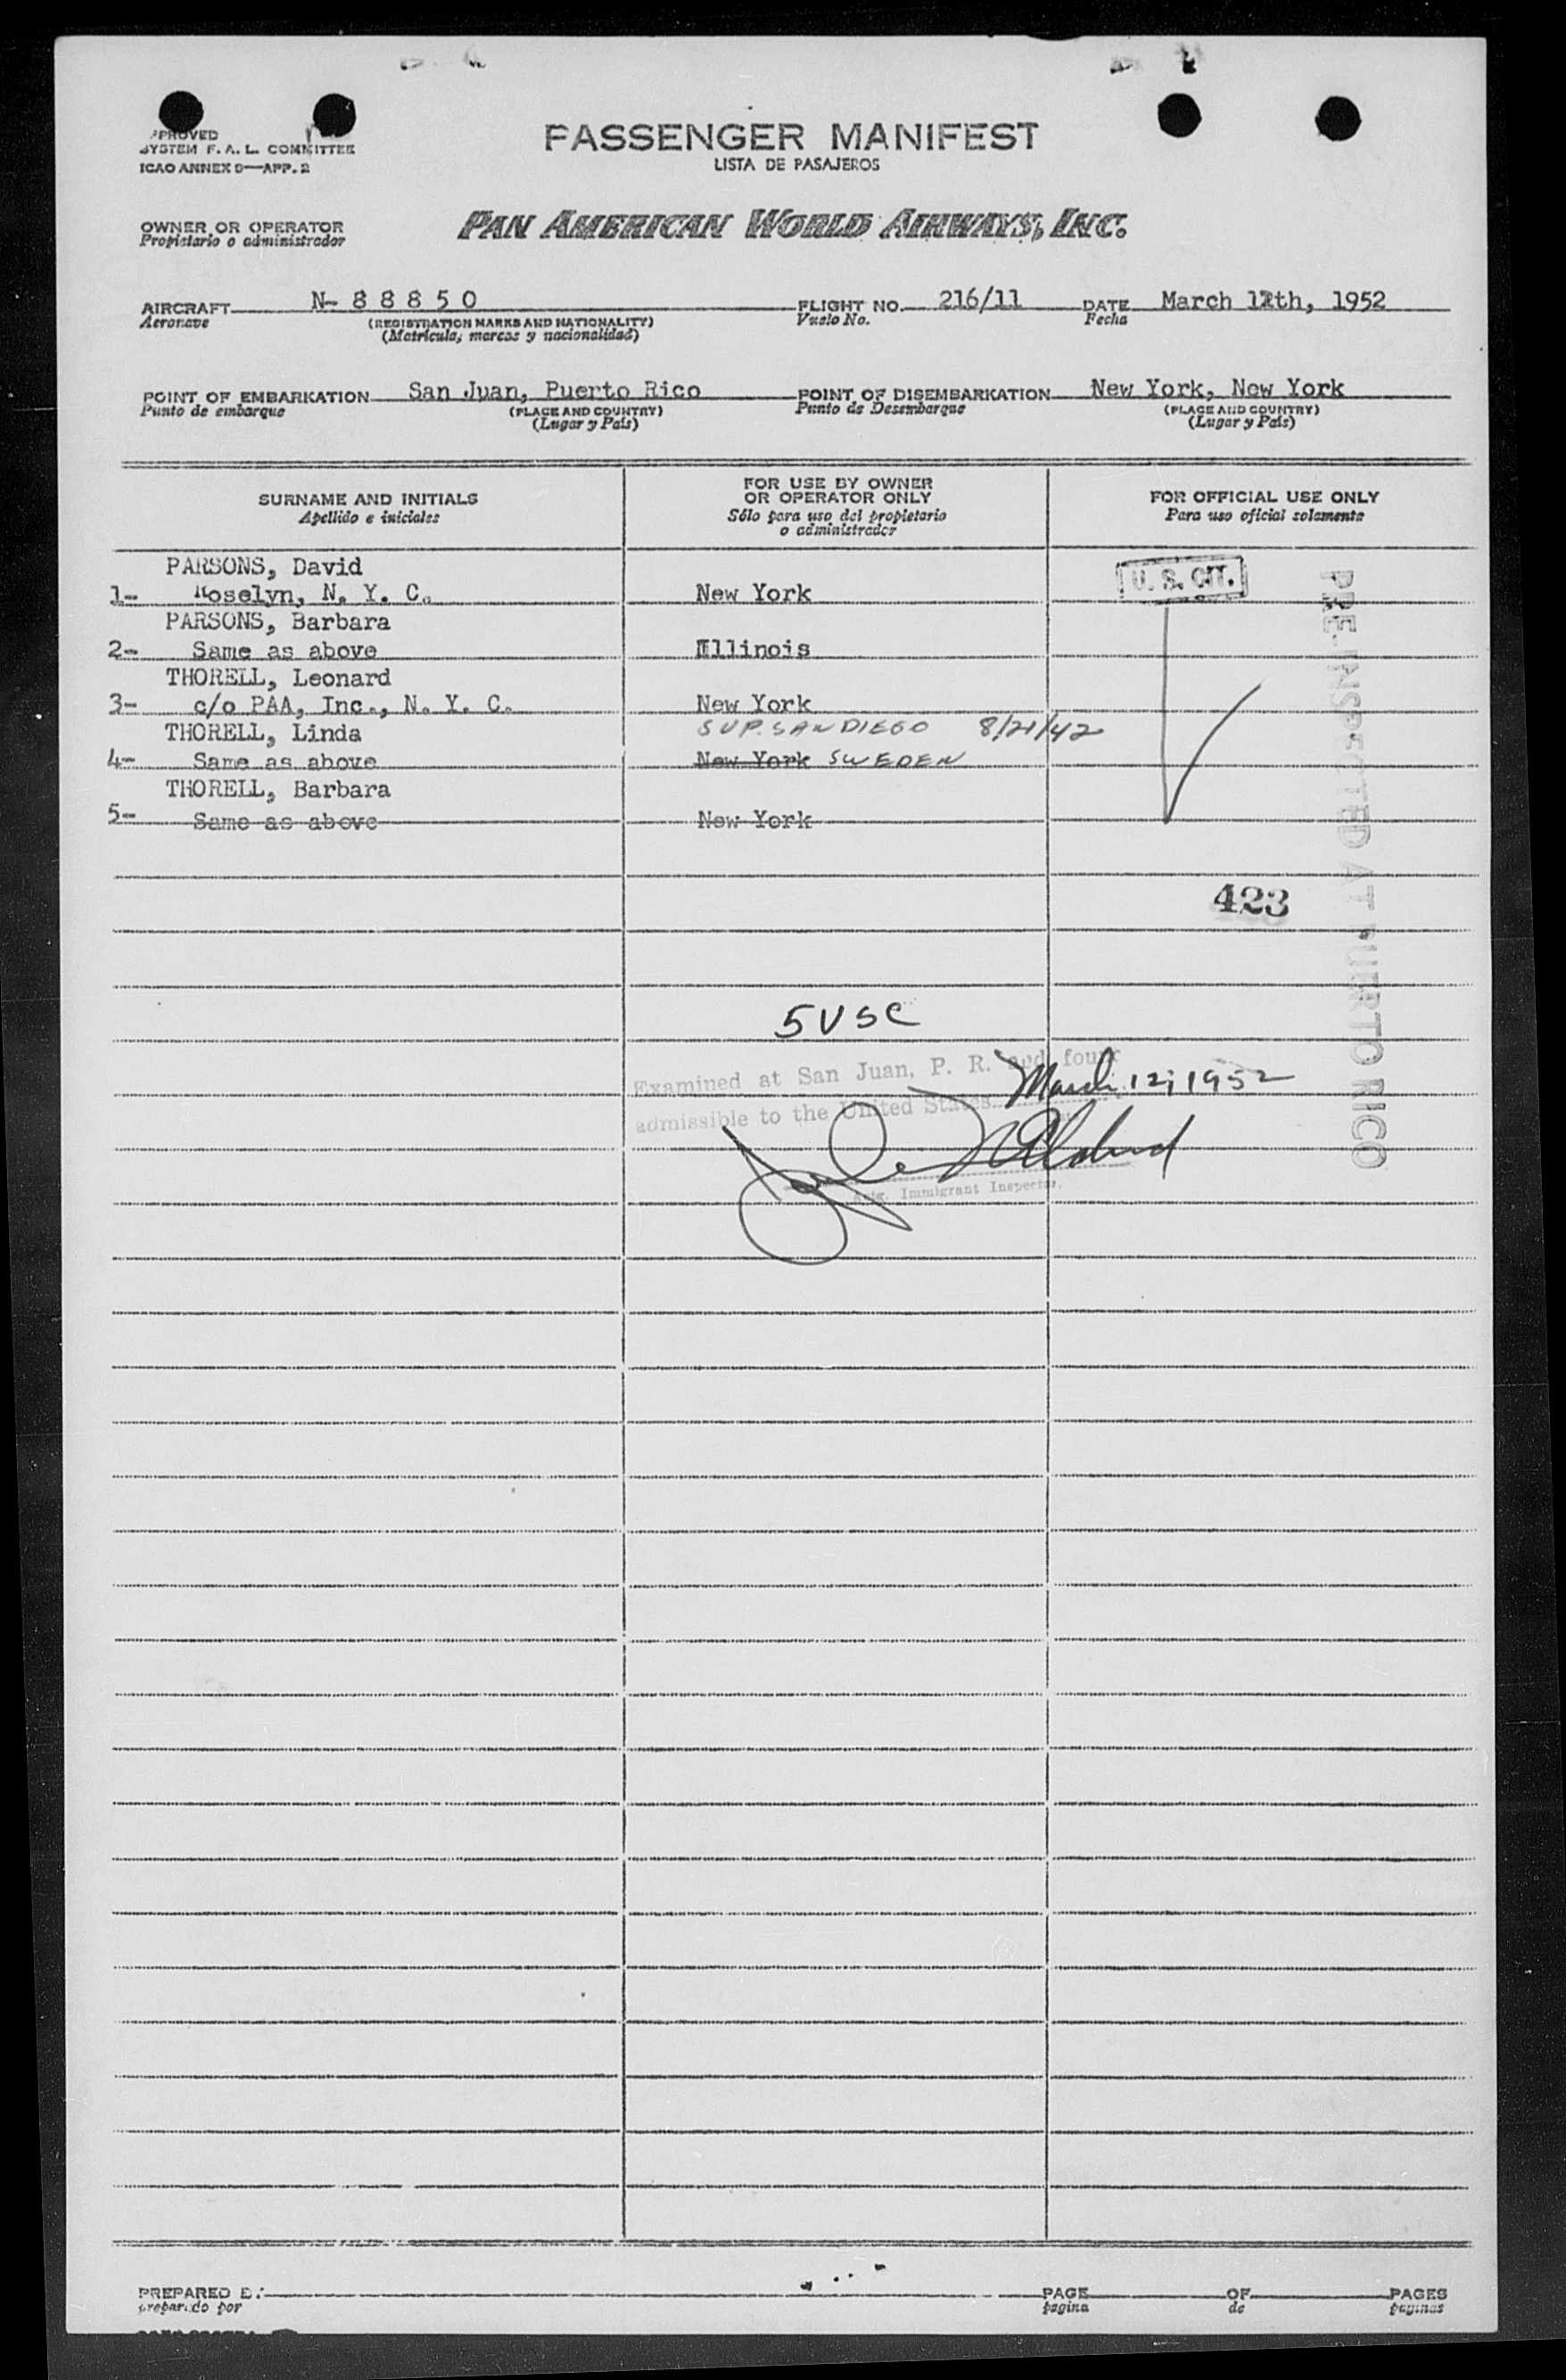 APPROVED
SYSTEM F. A. L. COMMITTEE
ICAO ANNEX 9—APP. 2
PASSENGER MANIFEST
LISTA DE PASAJEROS
OWNER OR OPERATOR
Propietario o administrador
PAN AMERICAN WORLD AIRWAYS, INC.
AIRCRAFT N- 8 8 8 5 0 FLIGHT NO. 216/11 DATE March 12th, 1952
Aeronave (REGISTRATION MARKS AND NATIONALITY) Vuelo No. Fecha
(Matrícula, marcas y nacionalidad)
POINT OF EMBARKATION San Juan, Puerto Rico POINT OF DISEMBARKATION New York, New York
Punto de embarque (PLACE AND COUNTRY) Punto de Desembarque (PLACE AND COUNTRY)
(Lugar y País) (Lugar y País)
SURNAME AND INITIALS
Apellido e iniciales
FOR USE BY OWNER
OR OPERATOR ONLY
Sólo para uso del propietario
o administrador
FOR OFFICIAL USE ONLY
Para uso oficial solamente
PARSONS, David
1- Roselyn, N. Y. C. New York U. S. CIT.
PARSONS, Barbara
2- Same as above Illinois
THORELL, Leonard
3- c/o PAA, Inc., N. Y. C. New York
THORELL, Linda SUP. SAN DIEGO 8/21/42
4- Same as above New York SWEDEN
THORELL, Barbara
5- Same as above New York
PRE-INSPECTED AT PUERTO RICO
423
5 USC
Examined at San Juan, P. R. and found
March 12, 1952
admissible to the United States
Immigrant Inspector.
PREPARED BY PAGE OF PAGES
preparado por pagina de paginas